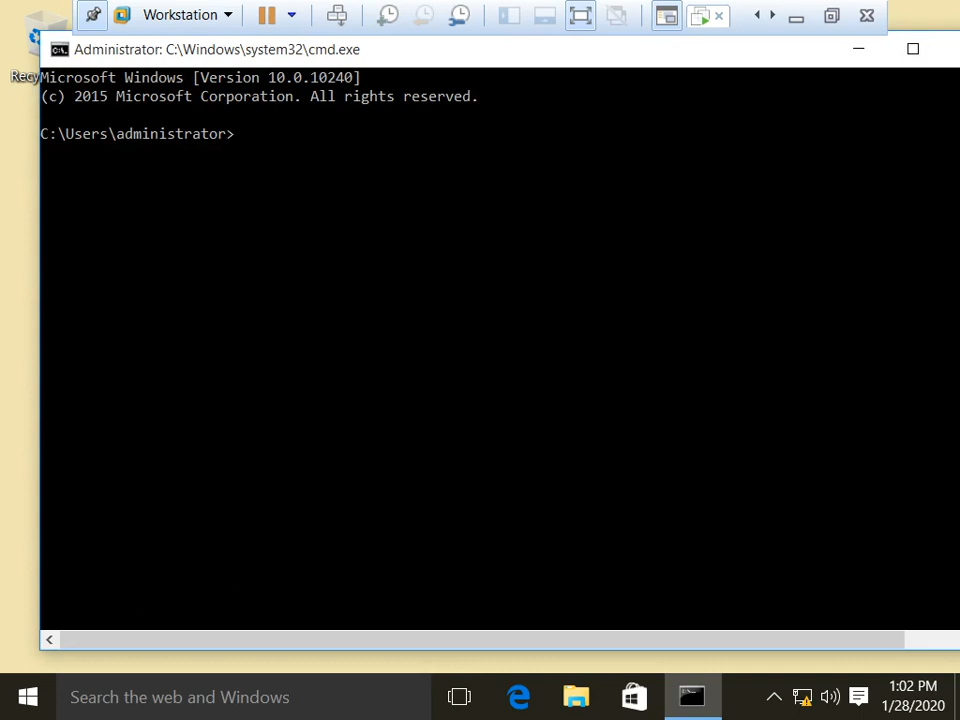 Workstation
Administrator: C:\Windows\system32\cmd.exe
Recy
Microsoft Windows [Version 10.0.10240]
(c) 2015 Microsoft Corporation. All rights reserved.
C:\Users\administrator>
Search the web and Windows
1:02 PM
1/28/2020